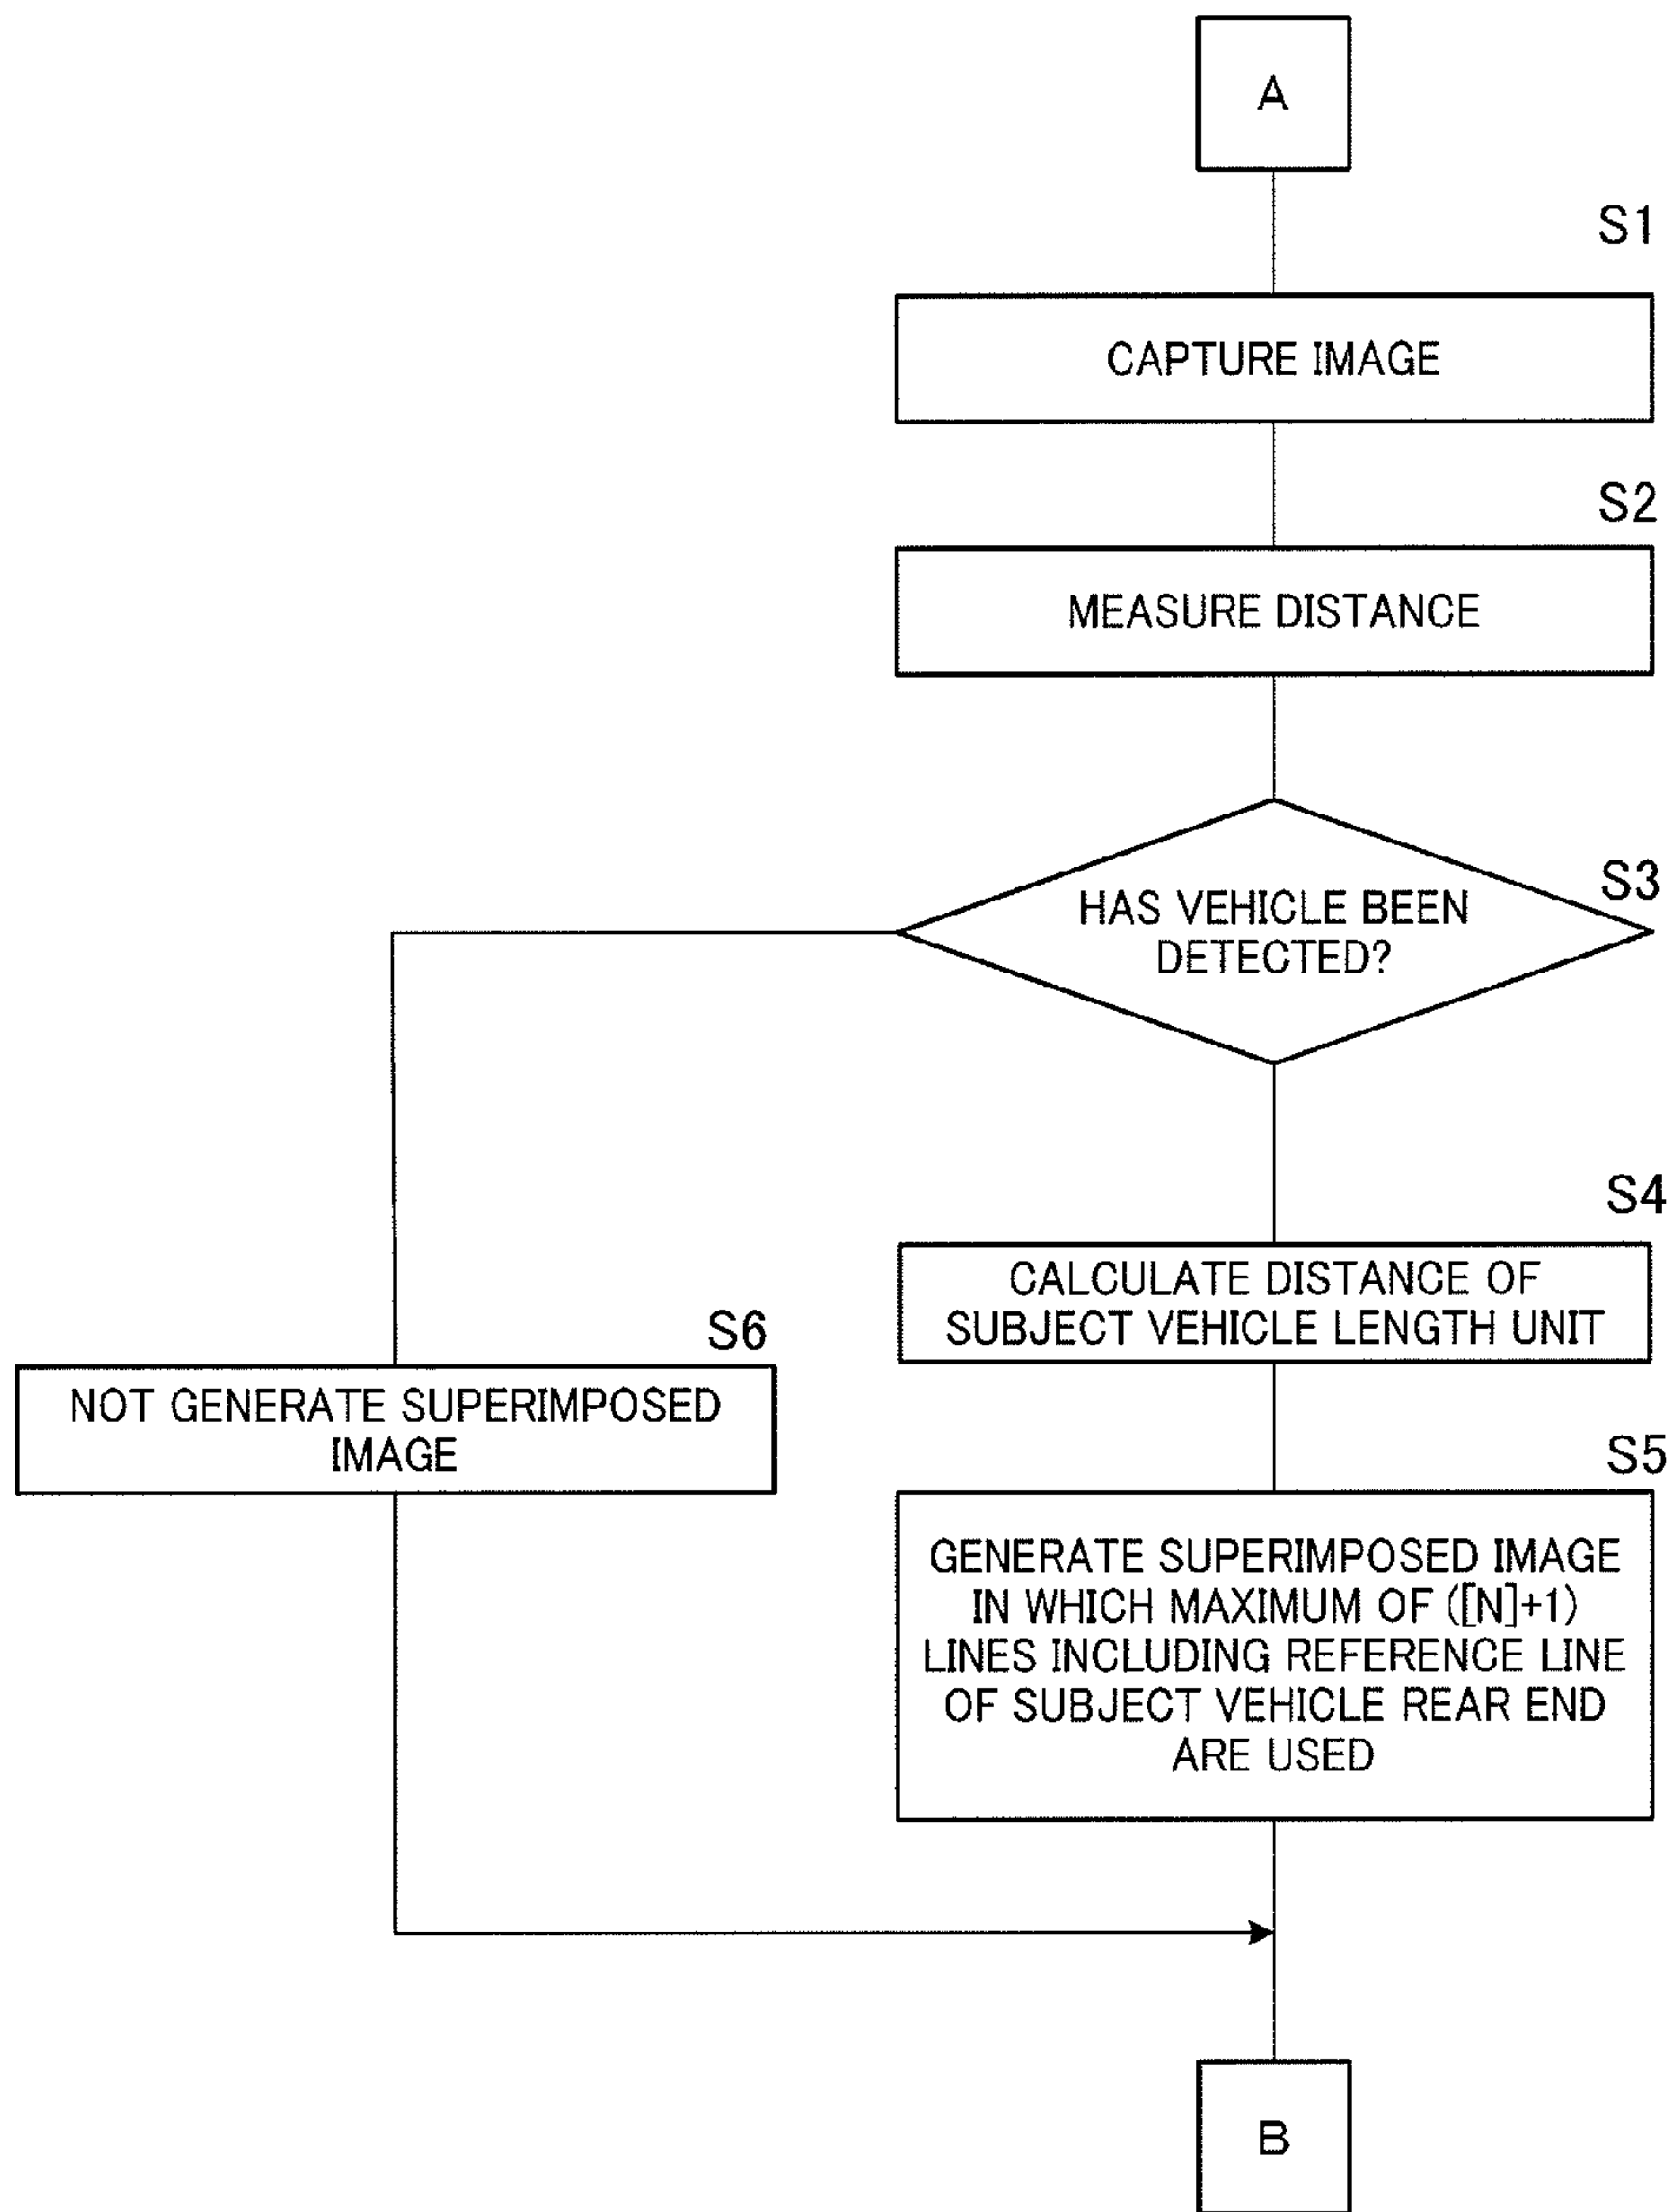 A
S1
CAPTURE IMAGE
S2
MEASURE DISTANCE
S3
HAS VEHICLE BEEN
DETECTED?
S4
CALCULATE DISTANCE OF
SUBJECT VEHICLE LENGTH UNIT
S6
NOT GENERATE SUPERIMPOSED
IMAGE
S5
GENERATE SUPERIMPOSED IMAGE
IN WHICH MAXIMUM OF ([N]+1)
LINES INCLUDING REFERENCE LINE
OF SUBJECT VEHICLE REAR END
ARE USED
B